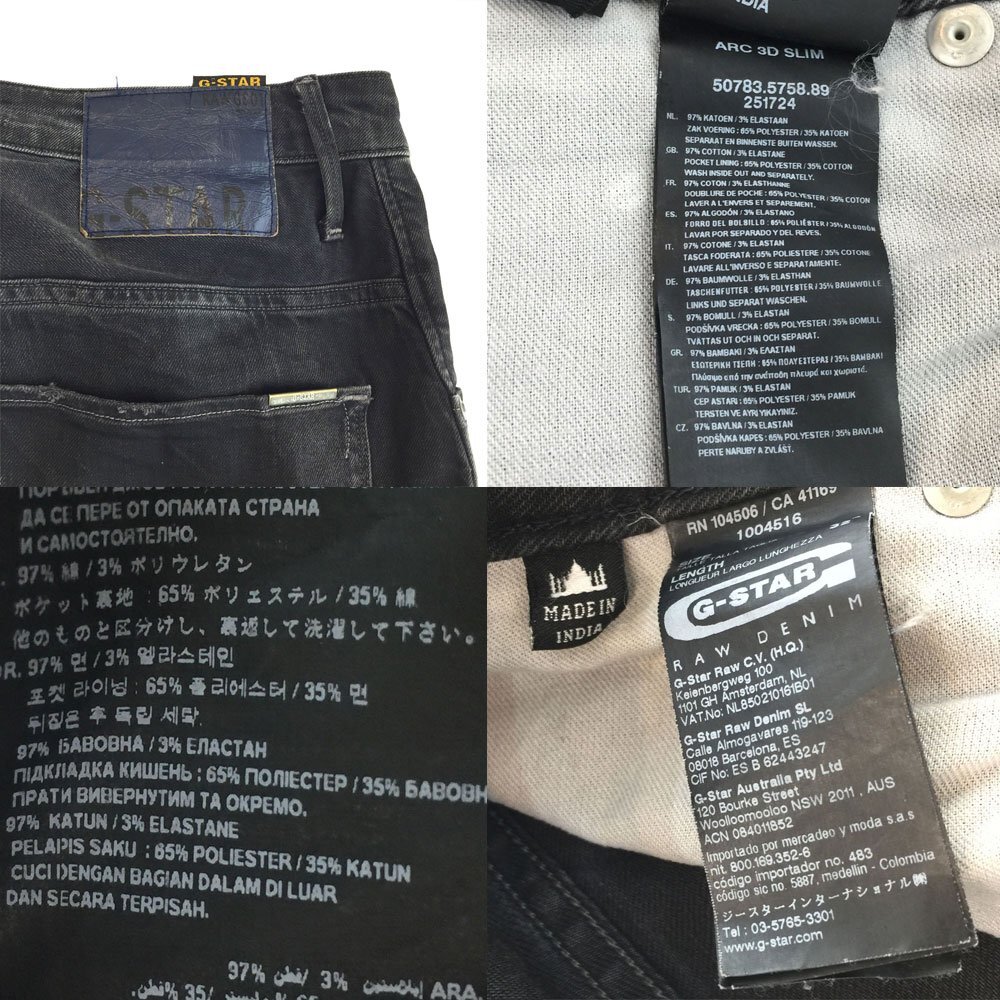 G-STAR
G-STAR
INDIA
ARC 3D SLIM
50783.5758.89
251724
NL. 97% KATOEN / 3% ELASTAAN
ZAK VOERING : 65% POLYESTER / 35% KATOEN
SEPARAAT EN BINNENSTE BUITEN WASSEN.
GB. 97% COTTON / 3% ELASTANE
POCKET LINING : 65% POLYESTER / 35% COTTON
WASH INSIDE OUT AND SEPARATELY.
FR. 97% COTON / 3% ELASTHANNE
DOUBLURE DE POCHE : 65% POLYESTER / 35% COTON
LAVER A L'ENVERS ET SEPAREMENT.
ES. 97% ALGODÓN / 3% ELASTANO
FORRO DEL BOLSILLO : 65% POLIÉSTER / 35% ALGODÓN
LAVAR POR SEPARADO Y DEL REVES.
IT. 97% COTONE / 3% ELASTAN
TASCA FODERATA : 65% POLIESTERE / 35% COTONE
LAVARE ALL'INVERSO E SEPARATAMENTE.
DE. 97% BAUMWOLLE / 3% ELASTHAN
TASCHENFUTTER : 65% POLYESTER / 35% BAUMWOLLE
LINKS UND SEPARAT WASCHEN.
S. 97% BOMULL / 3% ELASTAN
PODŠÍVKA VRECKA : 65% POLYESTER / 35% BOMULL
TVATTAS UT OCH IN OCH SEPARAT.
GR. 97% ΒΑΜΒΑΚΙ / 3% ΕΛΑΣΤΑΝ
ΕΣΩΤΕΡΙΚΗ ΤΣΕΠΗ : 65% ΠΟΛΥΕΣΤΕΡΑΣ / 35% ΒΑΜΒΑΚΙ
Πλύσιμο από την ανάποδη πλευρά και χωριστά.
TUR. 97% PAMUK / 3% ELASTAN
CEP ASTARI : 65% POLYESTER / 35% PAMUK
TERSTEN VE AYRI YIKAYINIZ.
CZ. 97% BAVLNA / 3% ELASTAN
PODŠÍVKA KAPES : 65% POLYESTER / 35% BAVLNA
PERTE NARUBY A ZVLÁŠŤ.
ДА СЕ ПЕРЕ ОТ ОПАКАТА СТРАНА
И САМОСТОЯТЕЛНО.
97% 綿 / 3% ポリウレタン
ポケット裏地 : 65% ポリエステル / 35% 綿
他のものと区分けし、裏返して洗濯して下さい。
OR. 97% 면 / 3% 엘라스테인
포켓 라이닝 : 65% 폴리에스터 / 35% 면
뒤집은 후 독립 세탁.
97% БАВОВНА / 3% ЕЛАСТАН
ПІДКЛАДКА КИШЕНЬ : 65% ПОЛІЕСТЕР / 35% БАВОВН
ПРАТИ ВИВЕРНУТИМ ТА ОКРЕМО.
97% KATUN / 3% ELASTANE
PELAPIS SAKU : 65% POLIESTER / 35% KATUN
CUCI DENGAN BAGIAN DALAM DI LUAR
DAN SECARA TERPISAH.
ARA. إيلاستين 3% / قطن 97%
MADE IN
INDIA
RN 104506 / CA 41169
1004516
LENGTH
LONGUEUR LARGO LUNGHEZZA
G-STAR
RAW DENIM
G-Star Raw C.V. (H.Q.)
Keienbergweg 100
1101 GH Amsterdam, NL
VAT.No: NL850210161B01
G-Star Raw Denim SL
Calle Almogavares 119-123
08018 Barcelona, ES
CIF No: ES B 62443247
G-Star Australia Pty Ltd
120 Bourke Street
Woolloomooloo NSW 2011 , AUS
ACN 084011852
Importado por mercadeo y moda s.a.s
nit. 800.169.352-6
código importador no. 483
código sic no. 5887, medellin , Colombia
ジースターインターナショナル㈱
Tel : 03-5765-3301
www.g-star.com